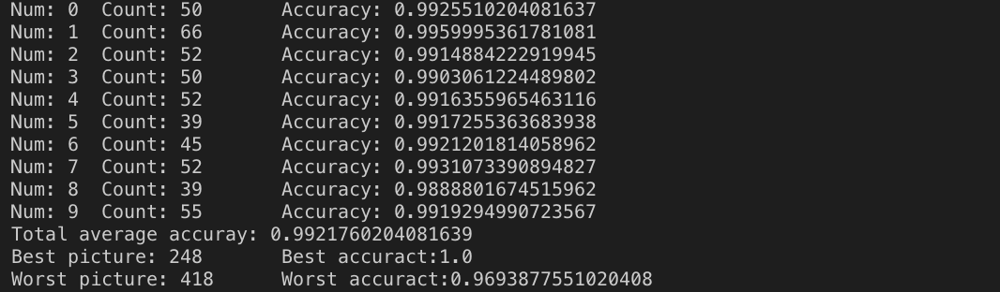 Num: 0  Count: 50       Accuracy: 0.9925510204081637
Num: 1  Count: 66       Accuracy: 0.9959995361781081
Num: 2  Count: 52       Accuracy: 0.9914884222919945
Num: 3  Count: 50       Accuracy: 0.9903061224489802
Num: 4  Count: 52       Accuracy: 0.9916355965463116
Num: 5  Count: 39       Accuracy: 0.9917255363683938
Num: 6  Count: 45       Accuracy: 0.9921201814058962
Num: 7  Count: 52       Accuracy: 0.9931073390894827
Num: 8  Count: 39       Accuracy: 0.9888801674515962
Num: 9  Count: 55       Accuracy: 0.9919294990723567
Total average accuray: 0.9921760204081639
Best picture: 248       Best accuract:1.0
Worst picture: 418      Worst accuract:0.9693877551020408